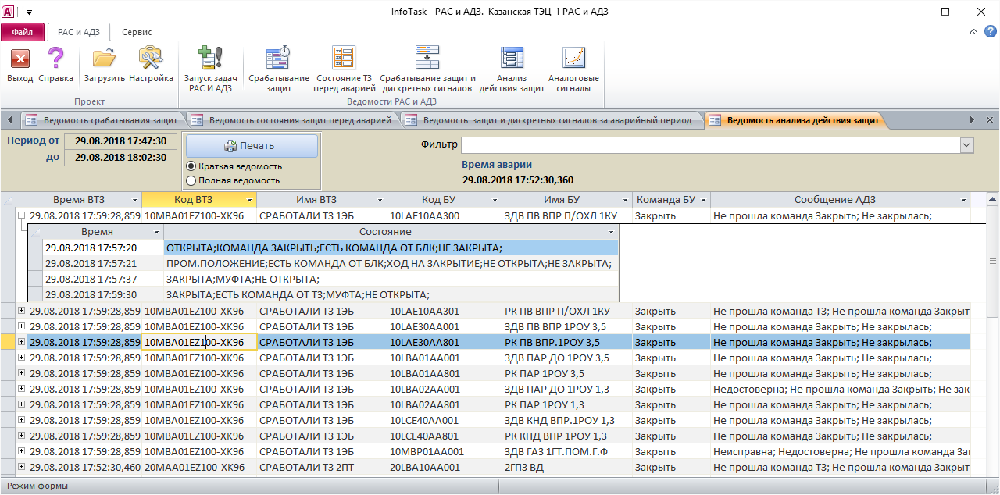 InfoTask - РАС и АДЗ. Казанская ТЭЦ-1 РАС и АДЗ
Файл РАС и АДЗ Сервис
Выход Справка Загрузить Настройка Запуск задач РАС И АДЗ Срабатывание защит Состояние ТЗ перед аварией Срабатывание защит и дискретных сигналов Анализ действия защит Аналоговые сигналы
Проект Ведомости РАС и АДЗ
Ведомость срабатывания защит Ведомость состояния защит перед аварией Ведомость защит и дискретных сигналов за аварийный период Ведомость анализа действия защит
Период от 29.08.2018 17:47:30 Печать Фильтр
до 29.08.2018 18:02:30 Краткая ведомость Время аварии
Полная ведомость 29.08.2018 17:52:30,360
Время ВТЗ Код ВТЗ Имя ВТЗ Код БУ Имя БУ Команда БУ Сообщение АДЗ
29.08.2018 17:59:28,859 10MBA01EZ100-XK96 СРАБОТАЛИ ТЗ 1ЭБ 10LAE10AA300 ЗДВ ПВ ВПР П/ОХЛ 1КУ Закрыть Не прошла команда Закрыть; Не закрылась;
Время Состояние
29.08.2018 17:57:20 ОТКРЫТА;КОМАНДА ЗАКРЫТЬ;ЕСТЬ КОМАНДА ОТ БЛК;НЕ ЗАКРЫТА;
29.08.2018 17:57:21 ПРОМ.ПОЛОЖЕНИЕ;ЕСТЬ КОМАНДА ОТ БЛК;ХОД НА ЗАКРЫТИЕ;НЕ ОТКРЫТА;НЕ ЗАКРЫТА;
29.08.2018 17:57:37 ЗАКРЫТА;МУФТА;НЕ ОТКРЫТА;
29.08.2018 17:59:30 ЗАКРЫТА;ЕСТЬ КОМАНДА ОТ ТЗ;МУФТА;НЕ ОТКРЫТА;
29.08.2018 17:59:28,859 10MBA01EZ100-XK96 СРАБОТАЛИ ТЗ 1ЭБ 10LAE10AA301 РК ПВ ВПР П/ОХЛ 1КУ Закрыть Не прошла команда ТЗ; Не прошла команда Закрыт
29.08.2018 17:59:28,859 10MBA01EZ100-XK96 СРАБОТАЛИ ТЗ 1ЭБ 10LAE30AA001 ЗДВ ПВ ВПР 1РОУ 3,5 Закрыть Не прошла команда Закрыть; Не закрылась;
29.08.2018 17:59:28,859 10MBA01EZ100-XK96 СРАБОТАЛИ ТЗ 1ЭБ 10LAE30AA801 РК ПВ ВПР.1РОУ 3,5 Закрыть Не прошла команда Закрыть; Не закрылась;
29.08.2018 17:59:28,859 10MBA01EZ100-XK96 СРАБОТАЛИ ТЗ 1ЭБ 10LBA01AA001 ЗДВ ПАР ДО 1РОУ 3,5 Закрыть Не прошла команда Закрыть; Не закрылась;
29.08.2018 17:59:28,859 10MBA01EZ100-XK96 СРАБОТАЛИ ТЗ 1ЭБ 10LBA01AA801 РК ПАР 1РОУ 3,5 Закрыть Не прошла команда Закрыть; Не закрылась;
29.08.2018 17:59:28,859 10MBA01EZ100-XK96 СРАБОТАЛИ ТЗ 1ЭБ 10LBA02AA001 ЗДВ ПАР ДО 1РОУ 1,3 Закрыть Недостоверна; Не прошла команда Закрыть; Не зак
29.08.2018 17:59:28,859 10MBA01EZ100-XK96 СРАБОТАЛИ ТЗ 1ЭБ 10LBA02AA801 РК ПАР 1РОУ 1,3 Закрыть Не прошла команда Закрыть; Не закрылась;
29.08.2018 17:59:28,859 10MBA01EZ100-XK96 СРАБОТАЛИ ТЗ 1ЭБ 10LCE40AA001 ЗДВ КНД ВПР.1РОУ 1,3 Закрыть Не прошла команда Закрыть; Не закрылась;
29.08.2018 17:59:28,859 10MBA01EZ100-XK96 СРАБОТАЛИ ТЗ 1ЭБ 10LCE40AA801 РК КНД ВПР 1РОУ 1,3 Закрыть Не прошла команда Закрыть; Не закрылась;
29.08.2018 17:59:28,859 10MBA01EZ100-XK96 СРАБОТАЛИ ТЗ 1ЭБ 10MBP01AA001 ЗДВ ГАЗ 1ГТ.ПОМ.Г.Ф Закрыть Неисправна; Недостоверна; Не прошла команда За
29.08.2018 17:52:30,460 20MAA01EZ100-XK96 СРАБОТАЛИ ТЗ 2ПТ 20LBA10AA001 2ГПЗ ВД Закрыть Не прошла команда ТЗ; Не прошла команда Закрыт
Режим формы